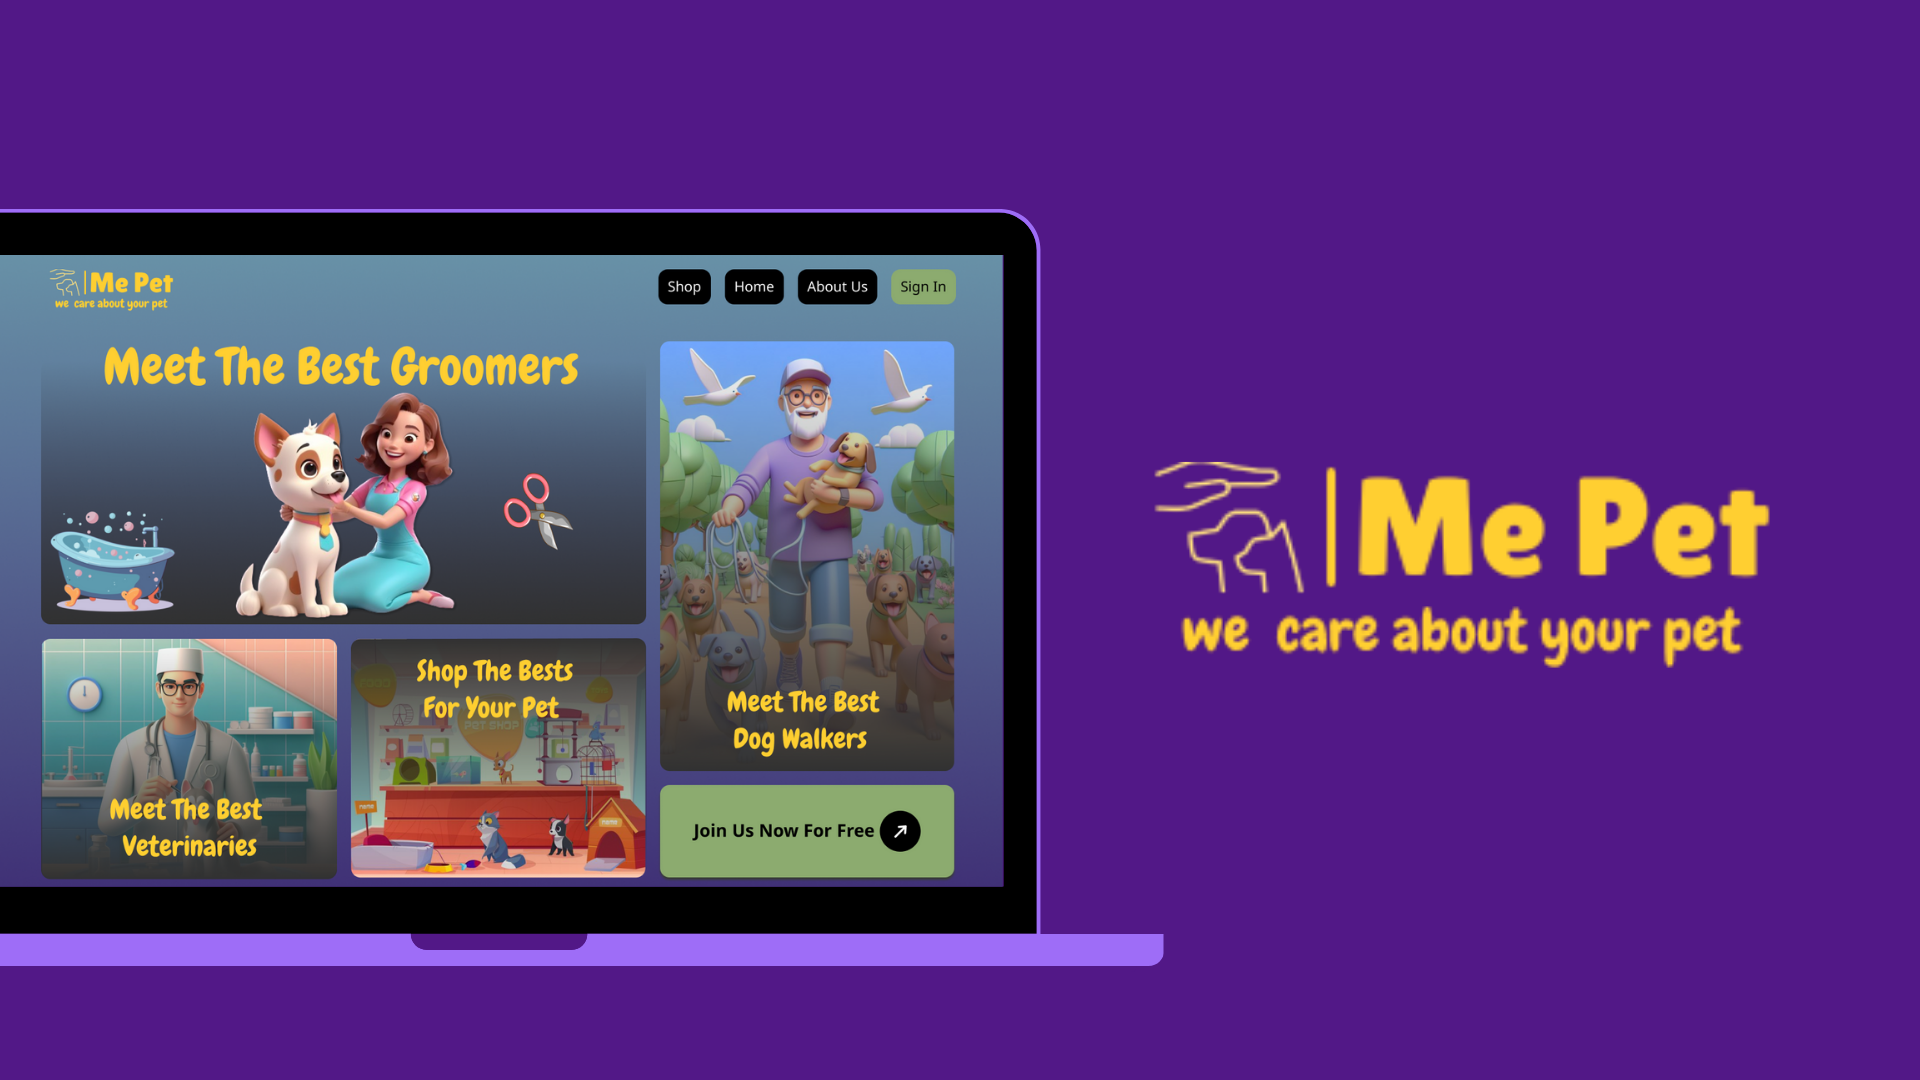 Me Pet
we care about your pet
Shop
Home
About Us
Sign In
Meet The Best Groomers
Meet The Best
Dog Walkers
Meet The Best
Veterinaries
Shop The Bests
For Your Pet
PET SHOP
Join Us Now For Free
Me Pet
we care about your pet